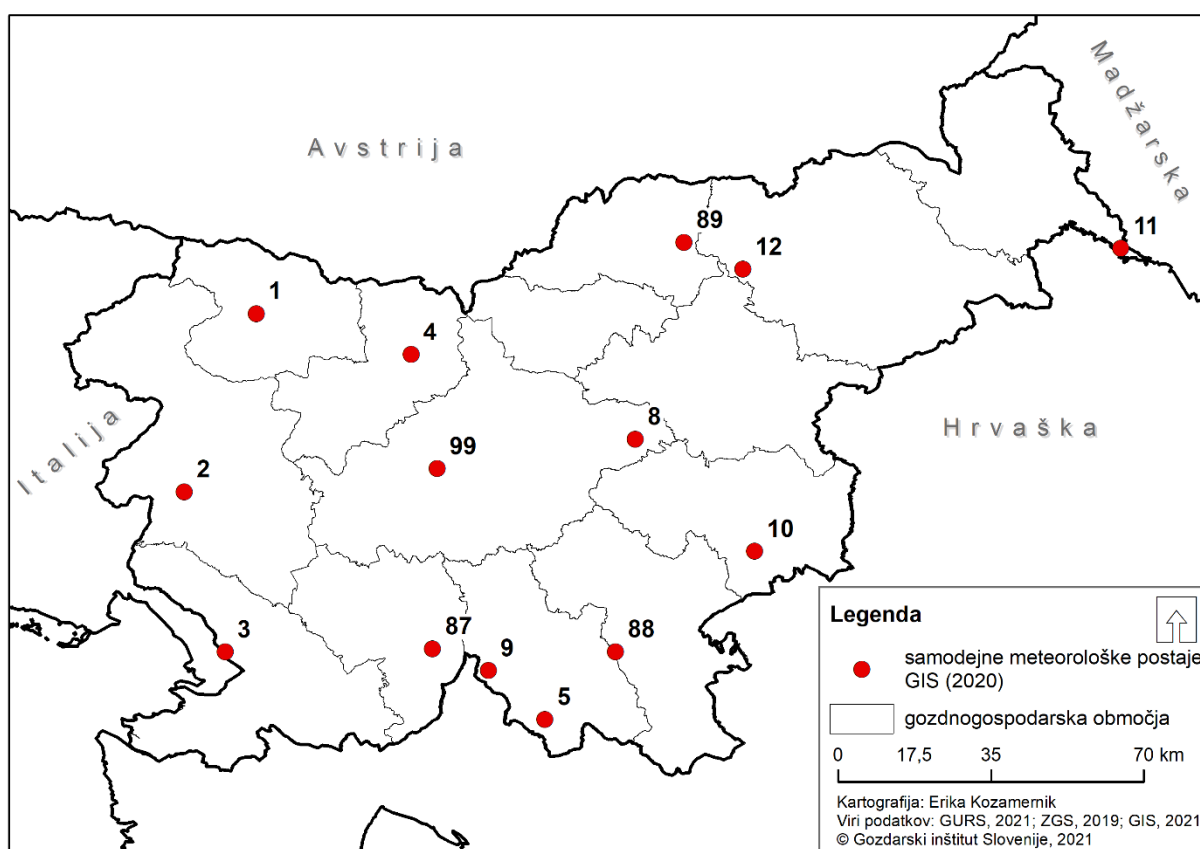 Madžarska
Avstrija
89
12
11
1
4
8
Hrvaška
Italija
99
2
10
Legenda
3
87
9
88
samodejne meteorološke postaje
GIS (2020)
5
gozdnogospodarska območja
0 17,5 35 70 km
Kartografija: Erika Kozamernik
Viri podatkov: GURS, 2021; ZGS, 2019; GIS, 2021
© Gozdarski inštitut Slovenije, 2021